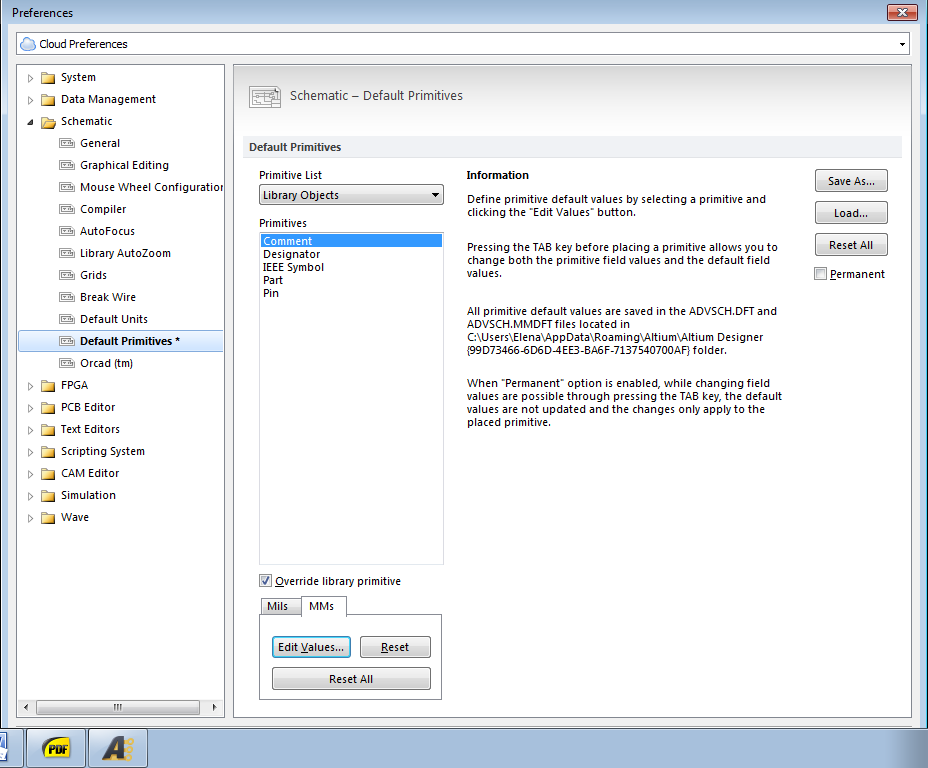 Preferences
Cloud Preferences
System
Data Management
Schematic
General
Graphical Editing
Mouse Wheel Configuration
Compiler
AutoFocus
Library AutoZoom
Grids
Break Wire
Default Units
Default Primitives *
Orcad (tm)
FPGA
PCB Editor
Text Editors
Scripting System
CAM Editor
Simulation
Wave
Schematic – Default Primitives
Default Primitives
Primitive List
Library Objects
Primitives
Comment
Designator
IEEE Symbol
Part
Pin
Override library primitive
Mils
MMs
Edit Values...
Reset
Reset All
Information
Define primitive default values by selecting a primitive and
clicking the "Edit Values" button.
Pressing the TAB key before placing a primitive allows you to
change both the primitive field values and the default field
values.
All primitive default values are saved in the ADVSCH.DFT and
ADVSCH.MMDFT files located in
C:\Users\Elena\AppData\Roaming\Altium\Altium Designer
{99D73466-6D6D-4EE3-BA6F-7137540700AF} folder.
When "Permanent" option is enabled, while changing field
values are possible through pressing the TAB key, the default
values are not updated and the changes only apply to the
placed primitive.
Save As...
Load...
Reset All
Permanent
PDF